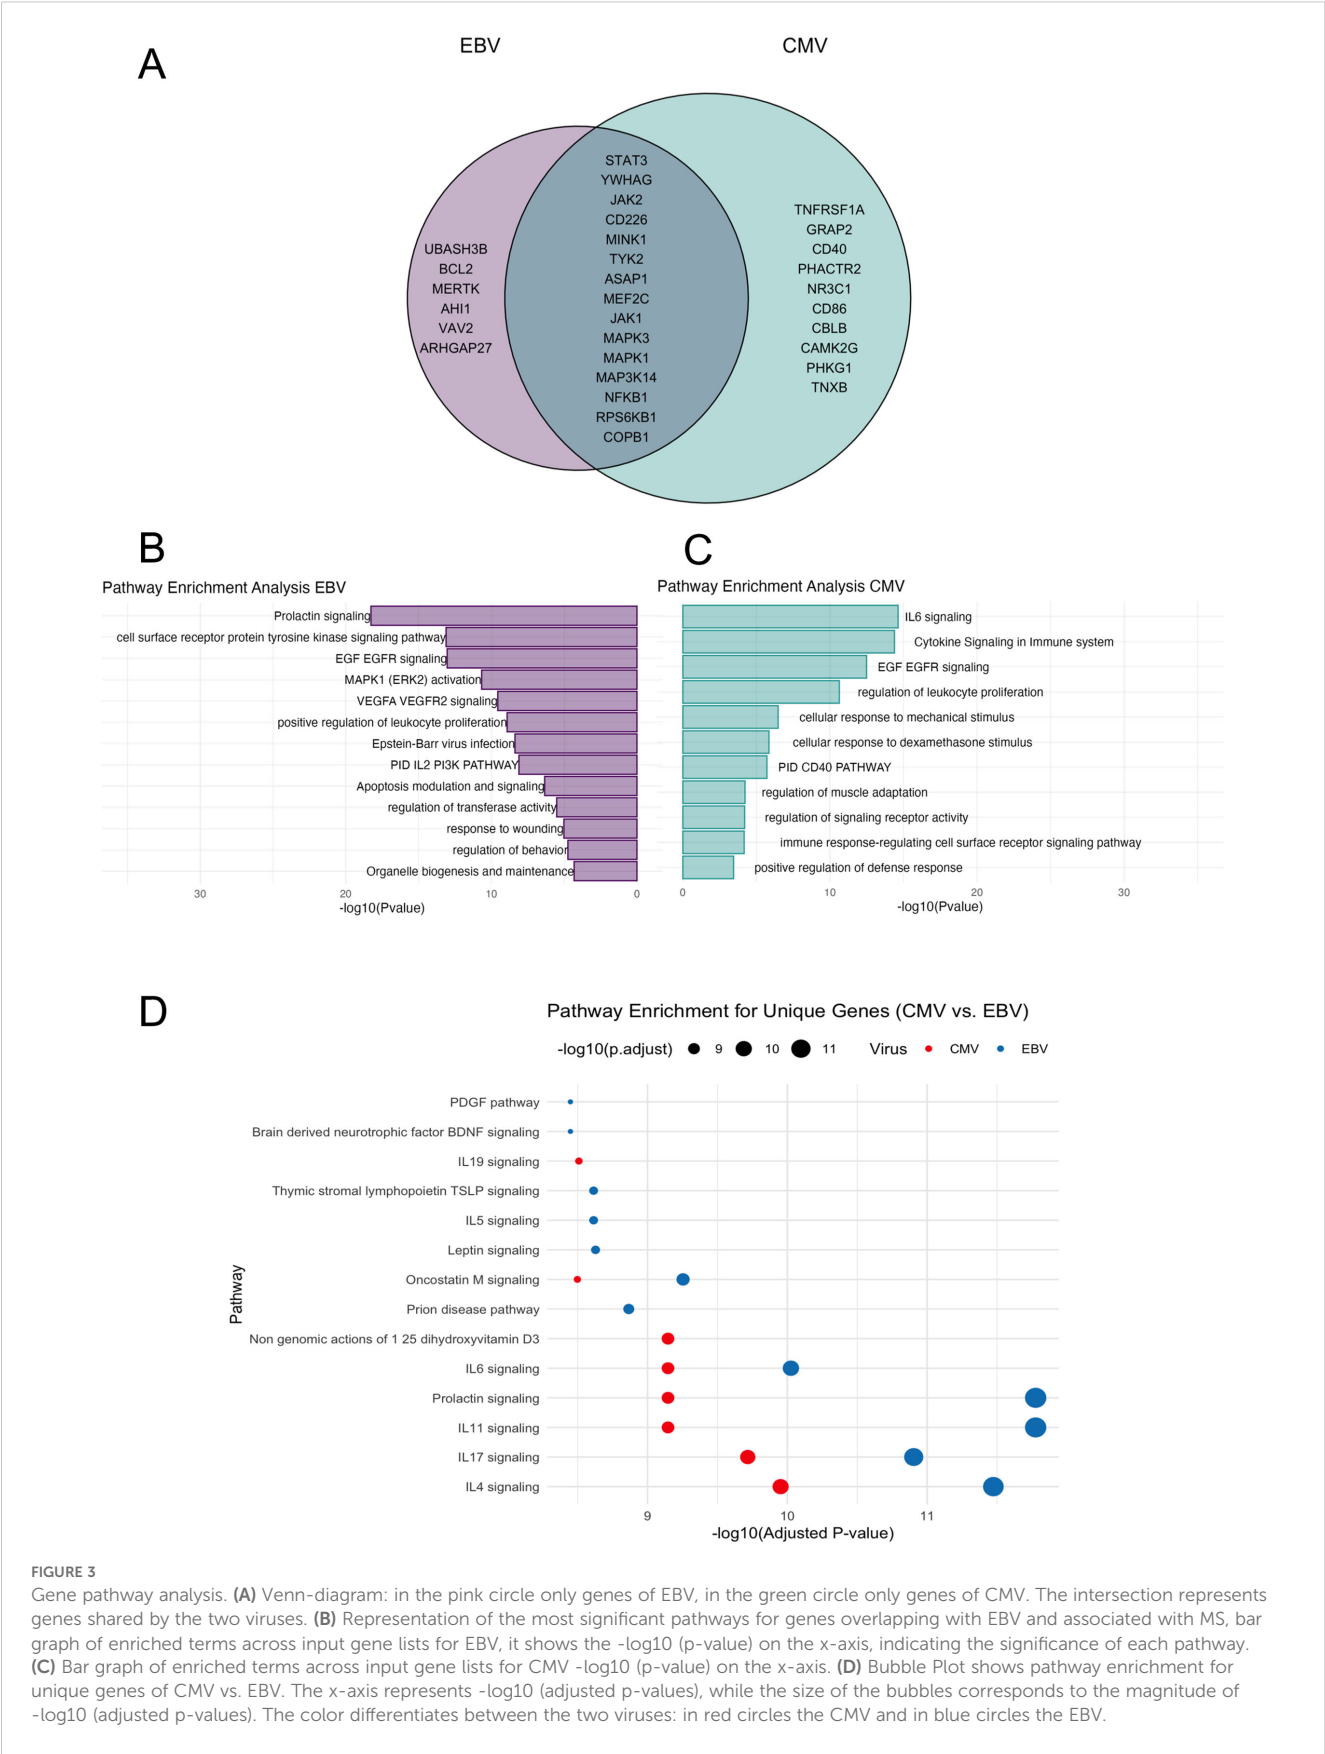 A
EBV
CMV
UBASH3B
BCL2
MERTK
AHI1
VAV2
ARHGAP27
STAT3
YWHAG
JAK2
CD226
MINK1
TYK2
ASAP1
MEF2C
JAK1
MAPK3
MAPK1
MAP3K14
NFKB1
RPS6KB1
COPB1
TNFRSF1A
GRAP2
CD40
PHACTR2
NR3C1
CD86
CBLB
CAMK2G
PHKG1
TNXB
B
Pathway Enrichment Analysis EBV
Prolactin signaling
cell surface receptor protein tyrosine kinase signaling pathway
EGF EGFR signaling
MAPK1 (ERK2) activation
VEGFA VEGFR2 signaling
positive regulation of leukocyte proliferation
Epstein-Barr virus infection
PID IL2 PI3K PATHWAY
Apoptosis modulation and signaling
regulation of transferase activity
response to wounding
regulation of behavior
Organelle biogenesis and maintenance
30 20 10 0
-log10(Pvalue)
C
Pathway Enrichment Analysis CMV
IL6 signaling
Cytokine Signaling in Immune system
EGF EGFR signaling
regulation of leukocyte proliferation
cellular response to mechanical stimulus
cellular response to dexamethasone stimulus
PID CD40 PATHWAY
regulation of muscle adaptation
regulation of signaling receptor activity
immune response-regulating cell surface receptor signaling pathway
positive regulation of defense response
0 10 20 30
-log10(Pvalue)
D
Pathway Enrichment for Unique Genes (CMV vs. EBV)
-log10(p.adjust) 9 10 11 Virus CMV EBV
Pathway
PDGF pathway
Brain derived neurotrophic factor BDNF signaling
IL19 signaling
Thymic stromal lymphopoietin TSLP signaling
IL5 signaling
Leptin signaling
Oncostatin M signaling
Prion disease pathway
Non genomic actions of 1 25 dihydroxyvitamin D3
IL6 signaling
Prolactin signaling
IL11 signaling
IL17 signaling
IL4 signaling
9 10 11
-log10(Adjusted P-value)
FIGURE 3
Gene pathway analysis. (A) Venn-diagram: in the pink circle only genes of EBV, in the green circle only genes of CMV. The intersection represents
genes shared by the two viruses. (B) Representation of the most significant pathways for genes overlapping with EBV and associated with MS, bar
graph of enriched terms across input gene lists for EBV, it shows the -log10 (p-value) on the x-axis, indicating the significance of each pathway.
(C) Bar graph of enriched terms across input gene lists for CMV -log10 (p-value) on the x-axis. (D) Bubble Plot shows pathway enrichment for
unique genes of CMV vs. EBV. The x-axis represents -log10 (adjusted p-values), while the size of the bubbles corresponds to the magnitude of
-log10 (adjusted p-values). The color differentiates between the two viruses: in red circles the CMV and in blue circles the EBV.